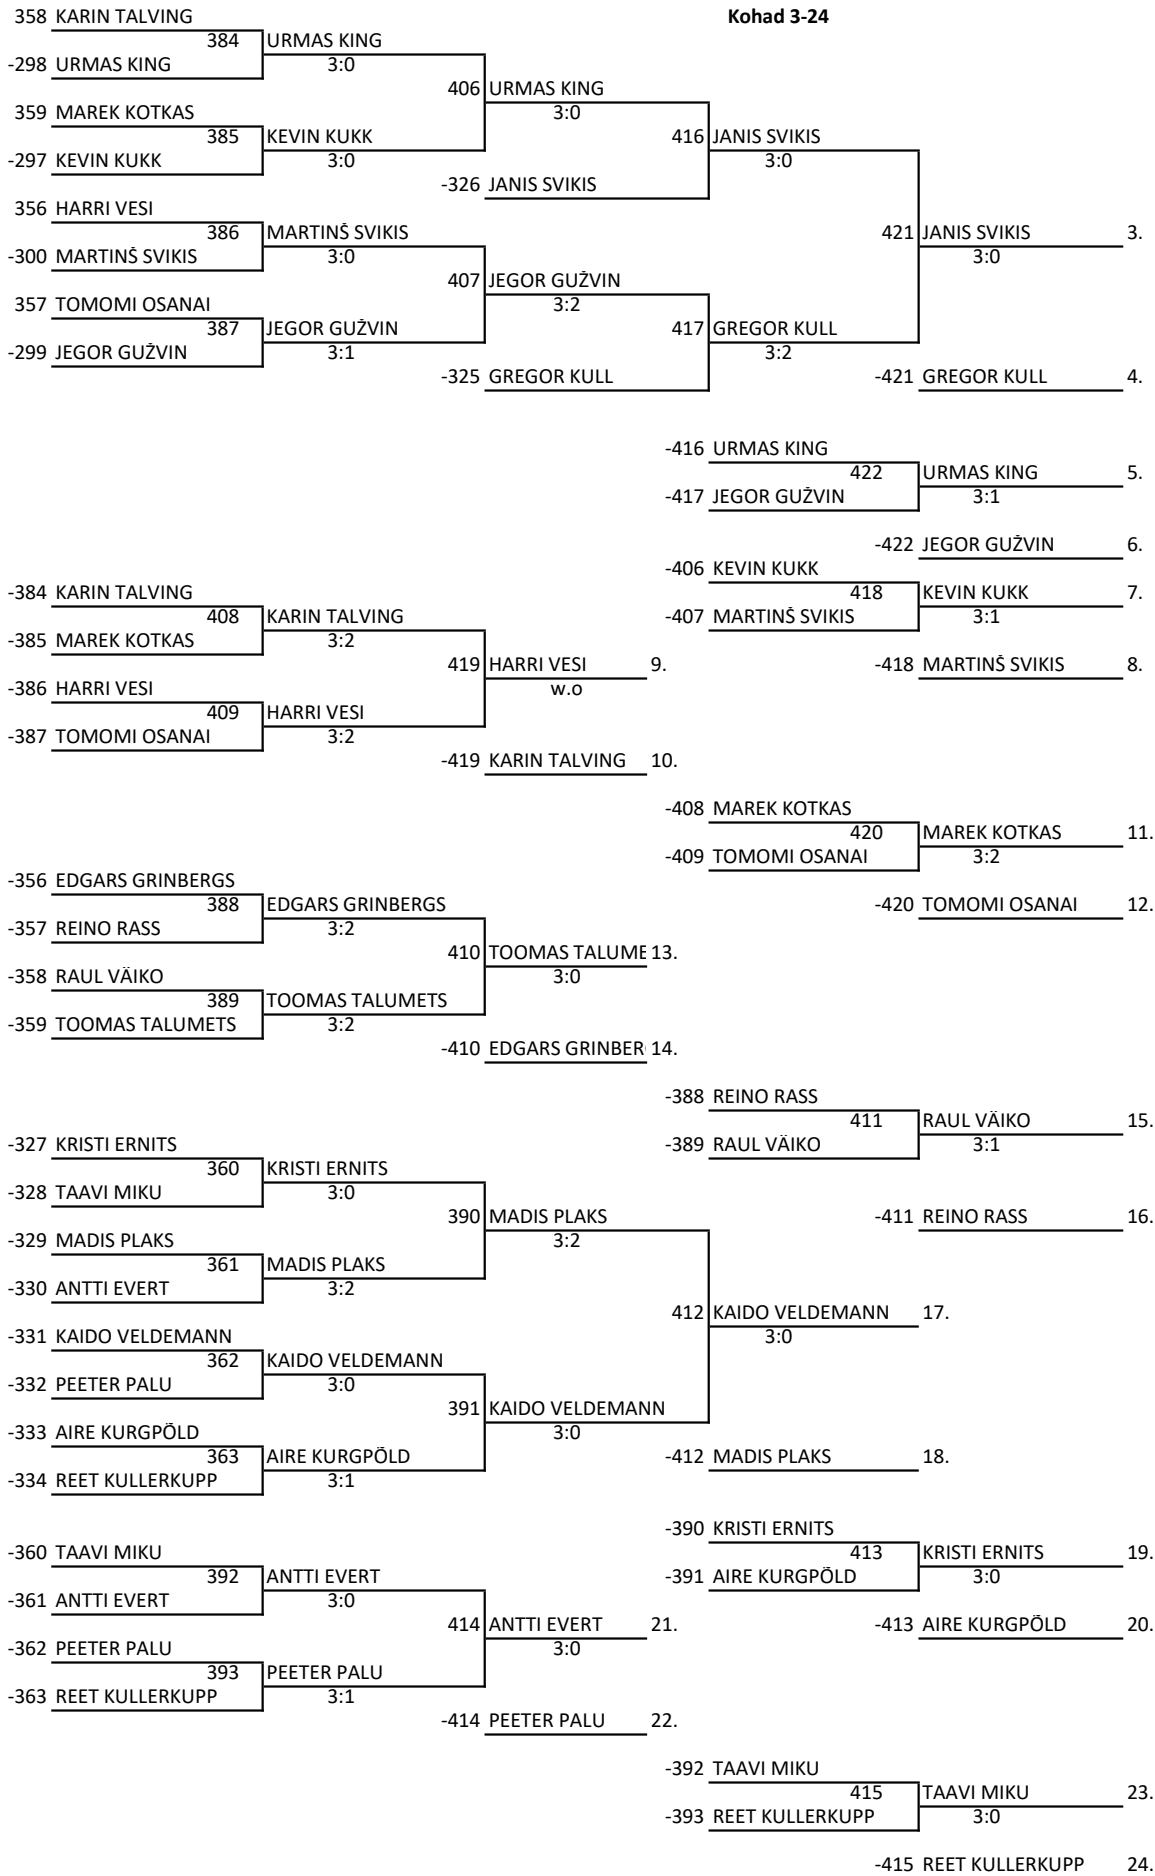 358 KARIN TALVING Kohad 3-24
384 URMAS KING
-298 URMAS KING 3:0
406 URMAS KING
359 MAREK KOTKAS 3:0
385 KEVIN KUKK 416 JANIS SVIKIS
-297 KEVIN KUKK 3:0 3:0
-326 JANIS SVIKIS
356 HARRI VESI
386 MARTINŠ SVIKIS 421 JANIS SVIKIS 3.
-300 MARTINŠ SVIKIS 3:0 3:0
407 JEGOR GUŽVIN
357 TOMOMI OSANAI 3:2
387 JEGOR GUŽVIN 417 GREGOR KULL
-299 JEGOR GUŽVIN 3:1 3:2
-325 GREGOR KULL -421 GREGOR KULL 4.
-416 URMAS KING
422 URMAS KING 5.
-417 JEGOR GUŽVIN 3:1
-422 JEGOR GUŽVIN 6.
-406 KEVIN KUKK
-384 KARIN TALVING 418 KEVIN KUKK 7.
408 KARIN TALVING -407 MARTINŠ SVIKIS 3:1
-385 MAREK KOTKAS 3:2
419 HARRI VESI 9. -418 MARTINŠ SVIKIS 8.
-386 HARRI VESI w.o
409 HARRI VESI
-387 TOMOMI OSANAI 3:2
-419 KARIN TALVING 10.
-408 MAREK KOTKAS
420 MAREK KOTKAS 11.
-409 TOMOMI OSANAI 3:2
-356 EDGARS GRINBERGS
388 EDGARS GRINBERGS -420 TOMOMI OSANAI 12.
-357 REINO RASS 3:2
410 TOOMAS TALUME 13.
-358 RAUL VÄIKO 3:0
389 TOOMAS TALUMETS
-359 TOOMAS TALUMETS 3:2
-410 EDGARS GRINBER 14.
-388 REINO RASS
411 RAUL VÄIKO 15.
-327 KRISTI ERNITS -389 RAUL VÄIKO 3:1
360 KRISTI ERNITS
-328 TAAVI MIKU 3:0
390 MADIS PLAKS -411 REINO RASS 16.
-329 MADIS PLAKS 3:2
361 MADIS PLAKS
-330 ANTTI EVERT 3:2
412 KAIDO VELDEMANN 17.
-331 KAIDO VELDEMANN 3:0
362 KAIDO VELDEMANN
-332 PEETER PALU 3:0
391 KAIDO VELDEMANN
-333 AIRE KURGPÕLD 3:0
363 AIRE KURGPÕLD -412 MADIS PLAKS 18.
-334 REET KULLERKUPP 3:1
-390 KRISTI ERNITS
-360 TAAVI MIKU 413 KRISTI ERNITS 19.
392 ANTTI EVERT -391 AIRE KURGPÕLD 3:0
-361 ANTTI EVERT 3:0
414 ANTTI EVERT 21. -413 AIRE KURGPÕLD 20.
-362 PEETER PALU 3:0
393 PEETER PALU
-363 REET KULLERKUPP 3:1
-414 PEETER PALU 22.
-392 TAAVI MIKU
415 TAAVI MIKU 23.
-393 REET KULLERKUPP 3:0
-415 REET KULLERKUPP 24.